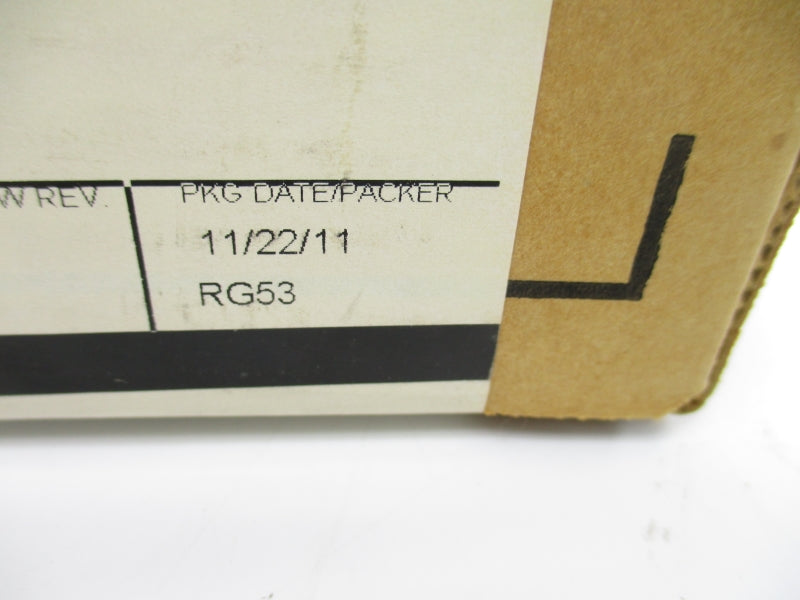 W REV. PKG DATE/PACKER
11/22/11
RG53